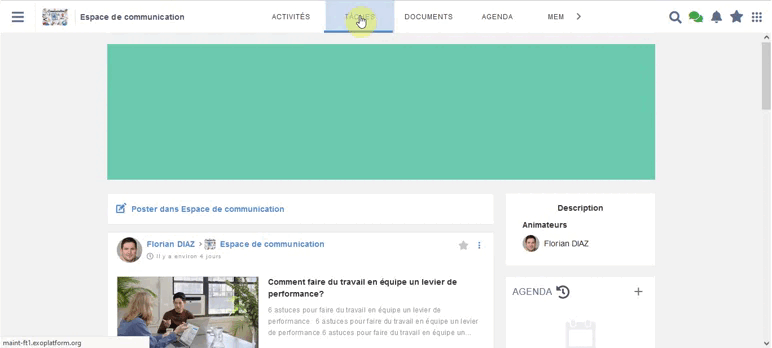 Espace de communication
ACTIVITÉS
TÂCHES
DOCUMENTS
AGENDA
MEM
Poster dans Espace de communication
Florian DIAZ > Espace de communication
Il y a environ 4 jours
Comment faire du travail en équipe un levier de
performance?
6 astuces pour faire du travail en équipe un levier de
performance : 6 astuces pour faire du travail en équipe
un levier de performance 6 astuces pour faire du travail
en équipe un...
Description
Animateurs
Florian DIAZ
AGENDA
maint-ft1.exoplatform.org